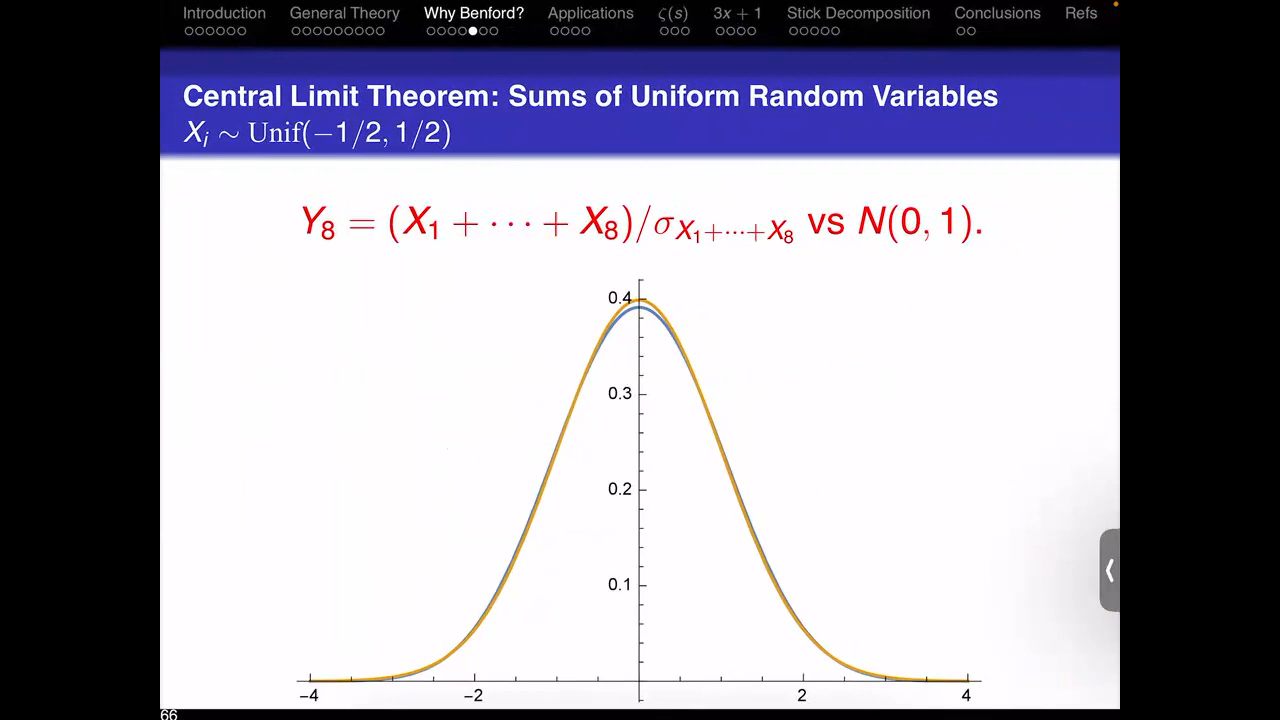 Introduction General Theory Why Benford? Applications ζ(s) 3x + 1 Stick Decomposition Conclusions Refs
Central Limit Theorem: Sums of Uniform Random Variables
Xᵢ ∼ Unif(−1/2, 1/2)
Y₈ = (X₁ + ⋯ + X₈)/σ_{X₁+⋯+X₈} vs N(0, 1).
0.4
0.3
0.2
0.1
−4 −2 2 4
66